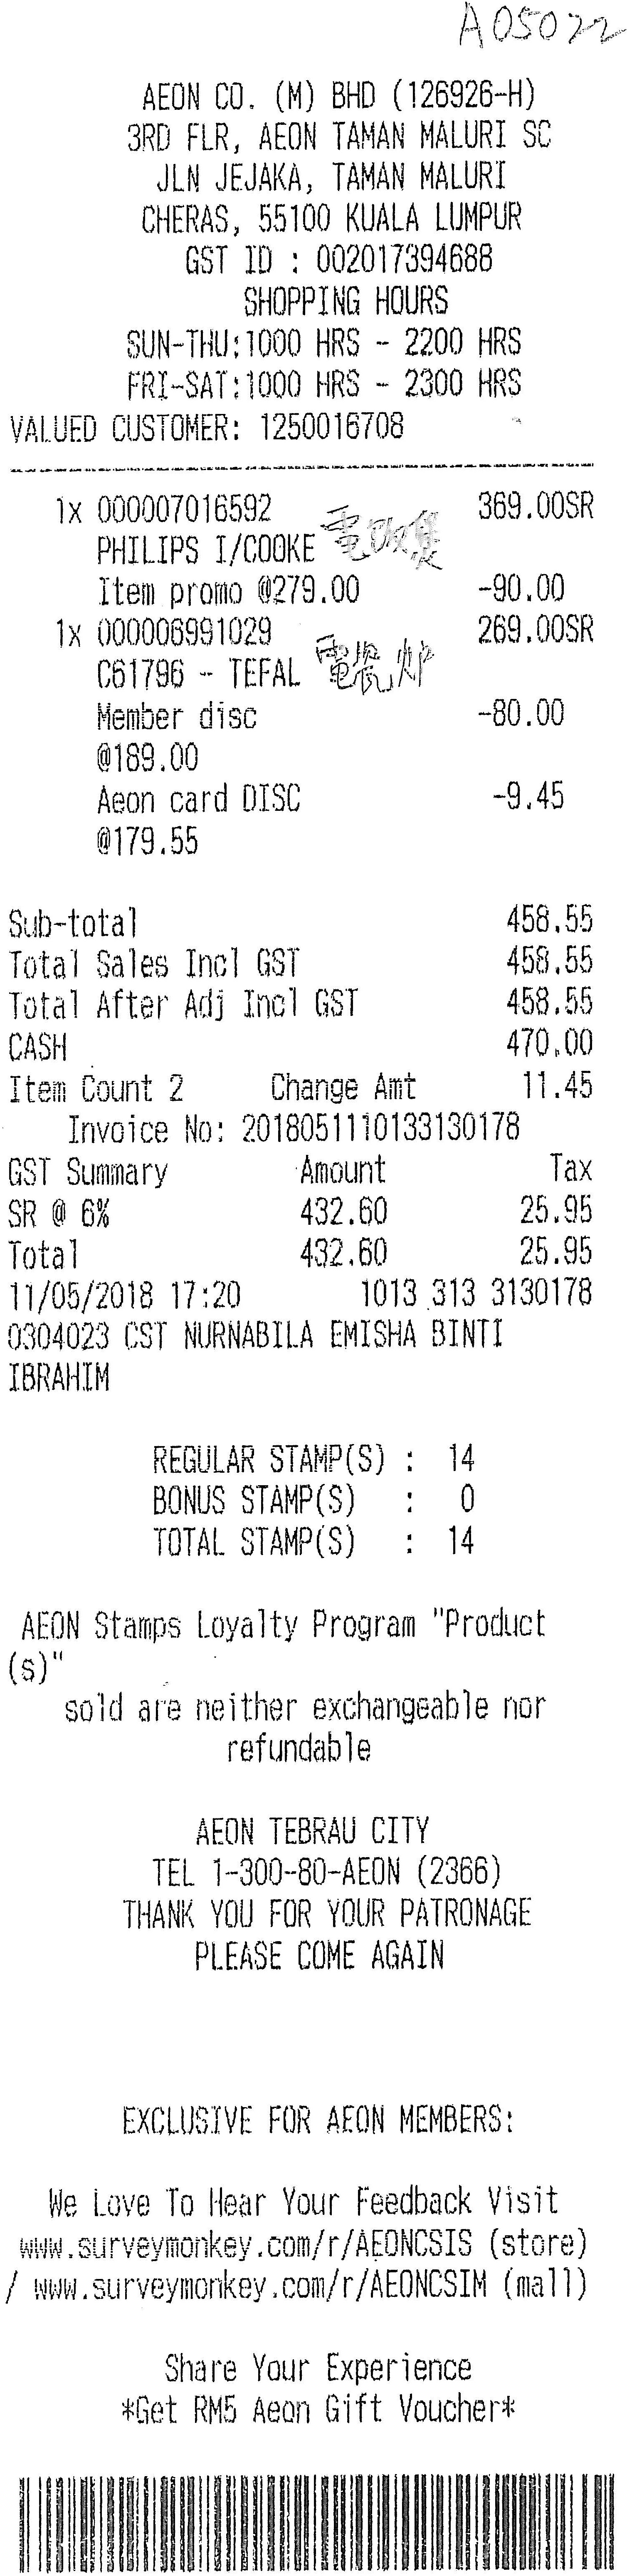 A05022
AEON CO. (M) BHD (126926-H)
3RD FLR, AEON TAMAN MALURI SC
JLN JEJAKA, TAMAN MALURI
CHERAS, 55100 KUALA LUMPUR
GST ID : 002017394688
SHOPPING HOURS
SUN-THU:1000 HRS - 2200 HRS
FRI-SAT:1000 HRS - 2300 HRS
VALUED CUSTOMER: 1250016708
1x 000007016592 369.00SR
PHILIPS I/COOKE 電
Item promo @279.00 -90.00
1x 000006991029 269.00SR
C61796 - TEFAL 電瓷炉
Member disc -80.00
@189.00
Aeon card DISC -9.45
@179.55
Sub-total 458.55
Total Sales Incl GST 458.55
Total After Adj Incl GST 458.55
CASH 470.00
Item Count 2 Change Amt 11.45
Invoice No: 2018051110133130178
GST Summary Amount Tax
SR @ 6% 432.60 25.95
Total 432.60 25.95
11/05/2018 17:20 1013 313 3130178
0304023 CST NURNABILA EMISHA BINTI
IBRAHIM
REGULAR STAMP(S) : 14
BONUS STAMP(S) : 0
TOTAL STAMP(S) : 14
AEON Stamps Loyalty Program "Product
(s)"
sold are neither exchangeable nor
refundable
AEON TEBRAU CITY
TEL 1-300-80-AEON (2366)
THANK YOU FOR YOUR PATRONAGE
PLEASE COME AGAIN
EXCLUSIVE FOR AEON MEMBERS:
We Love To Hear Your Feedback Visit
www.surveymonkey.com/r/AEONCSIS (store)
/ www.surveymonkey.com/r/AEONCSIM (mall)
Share Your Experience
*Get RM5 Aeon Gift Voucher*